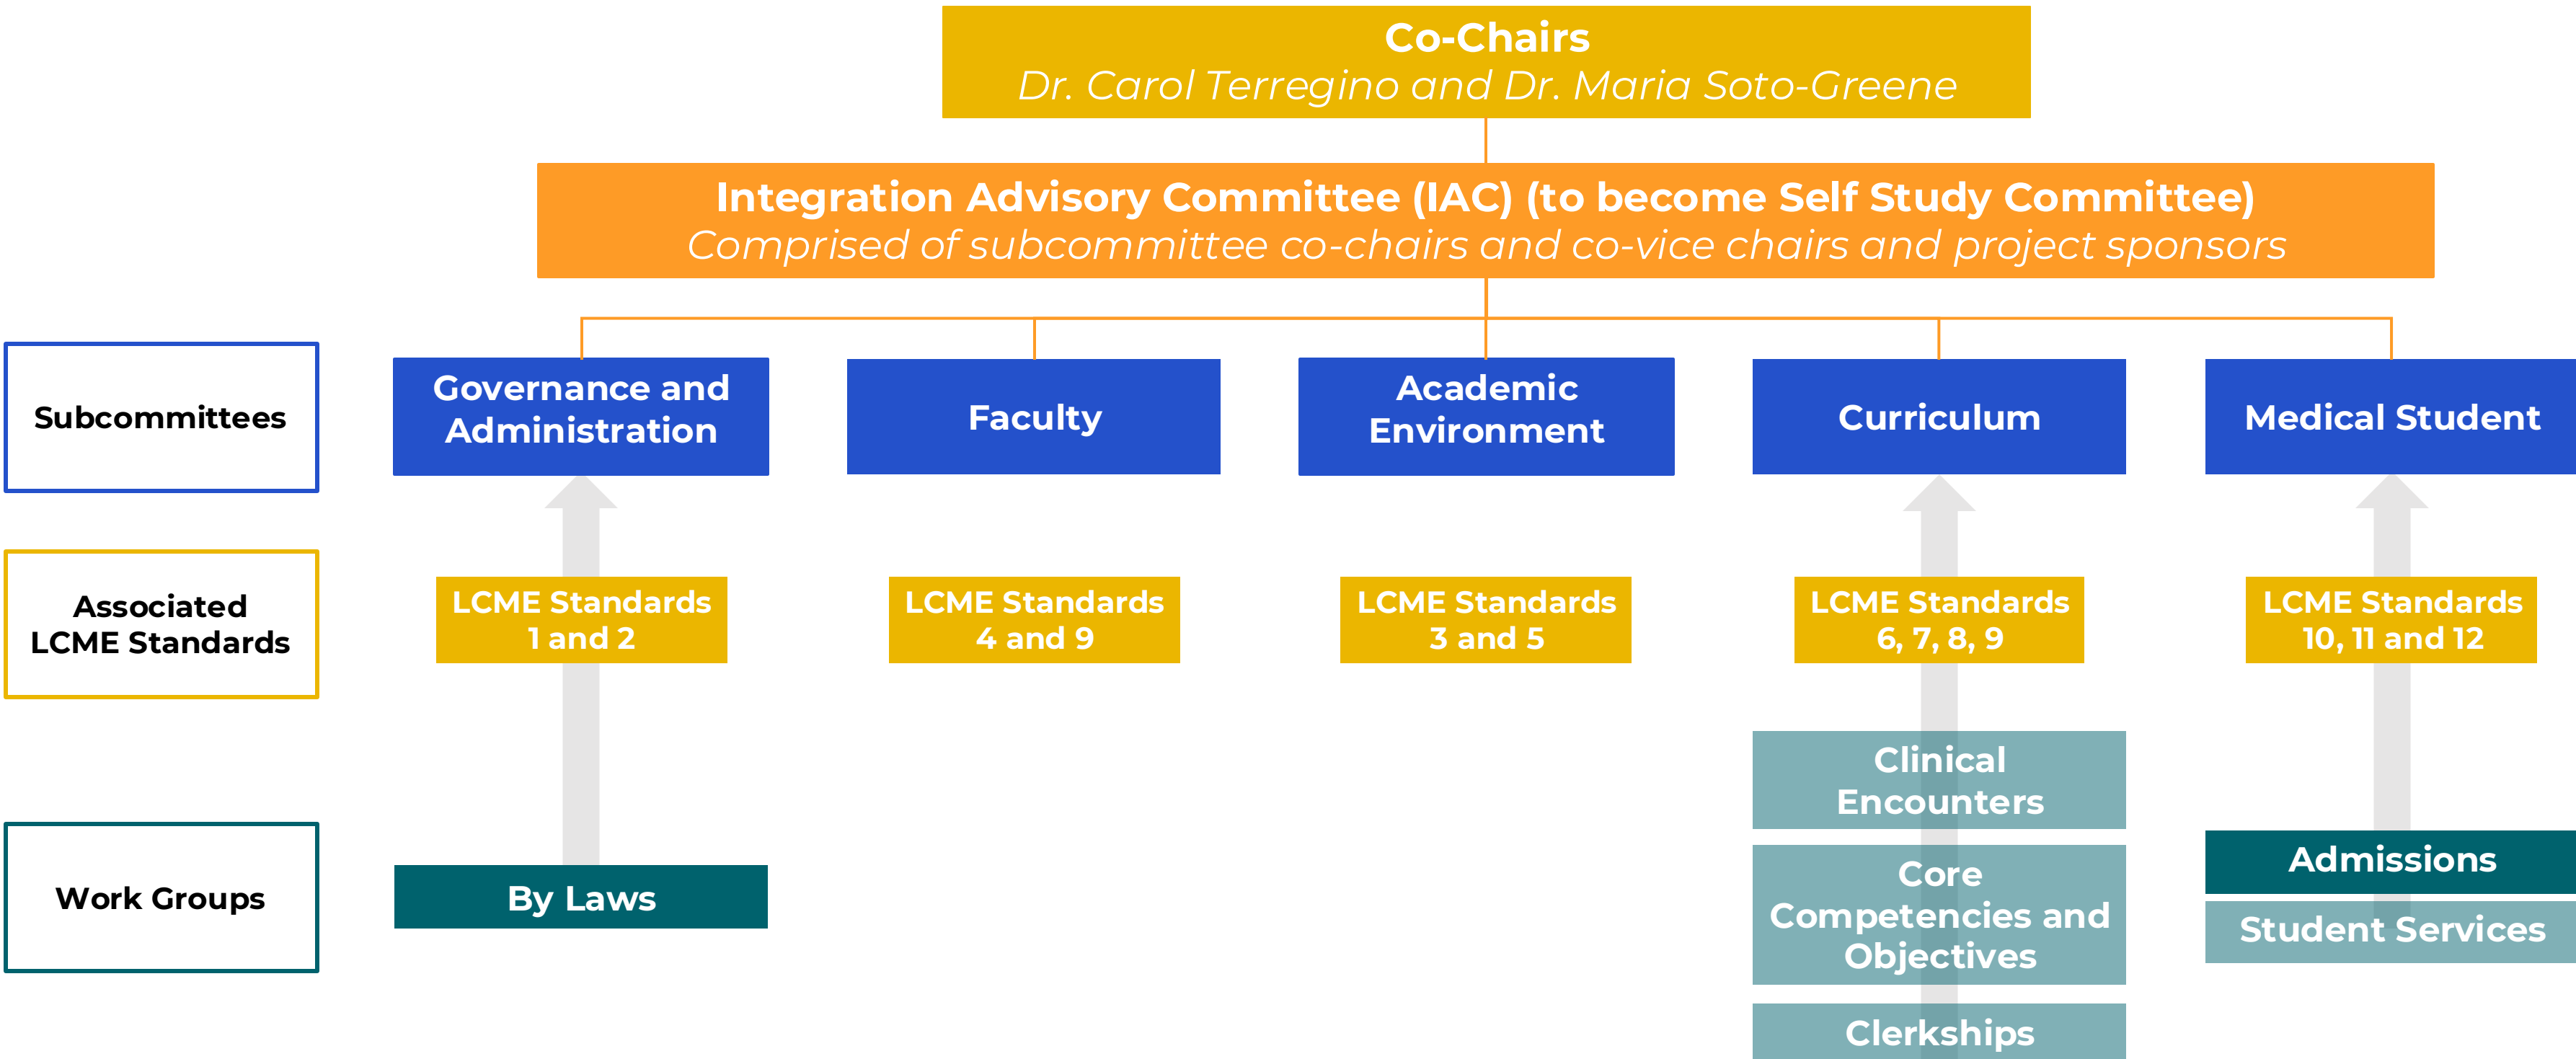 Co-Chairs
Dr. Carol Terregino and Dr. Maria Soto-Greene
Integration Advisory Committee (IAC) (to become Self Study Committee)
Comprised of subcommittee co-chairs and co-vice chairs and project sponsors
Subcommittees
Governance and
Administration
Faculty
Academic
Environment
Curriculum
Medical Student
Associated
LCME Standards
LCME Standards
1 and 2
LCME Standards
4 and 9
LCME Standards
3 and 5
LCME Standards
6, 7, 8, 9
LCME Standards
10, 11 and 12
Work Groups
By Laws
Clinical
Encounters
Core
Competencies and
Objectives
Clerkships
Admissions
Student Services